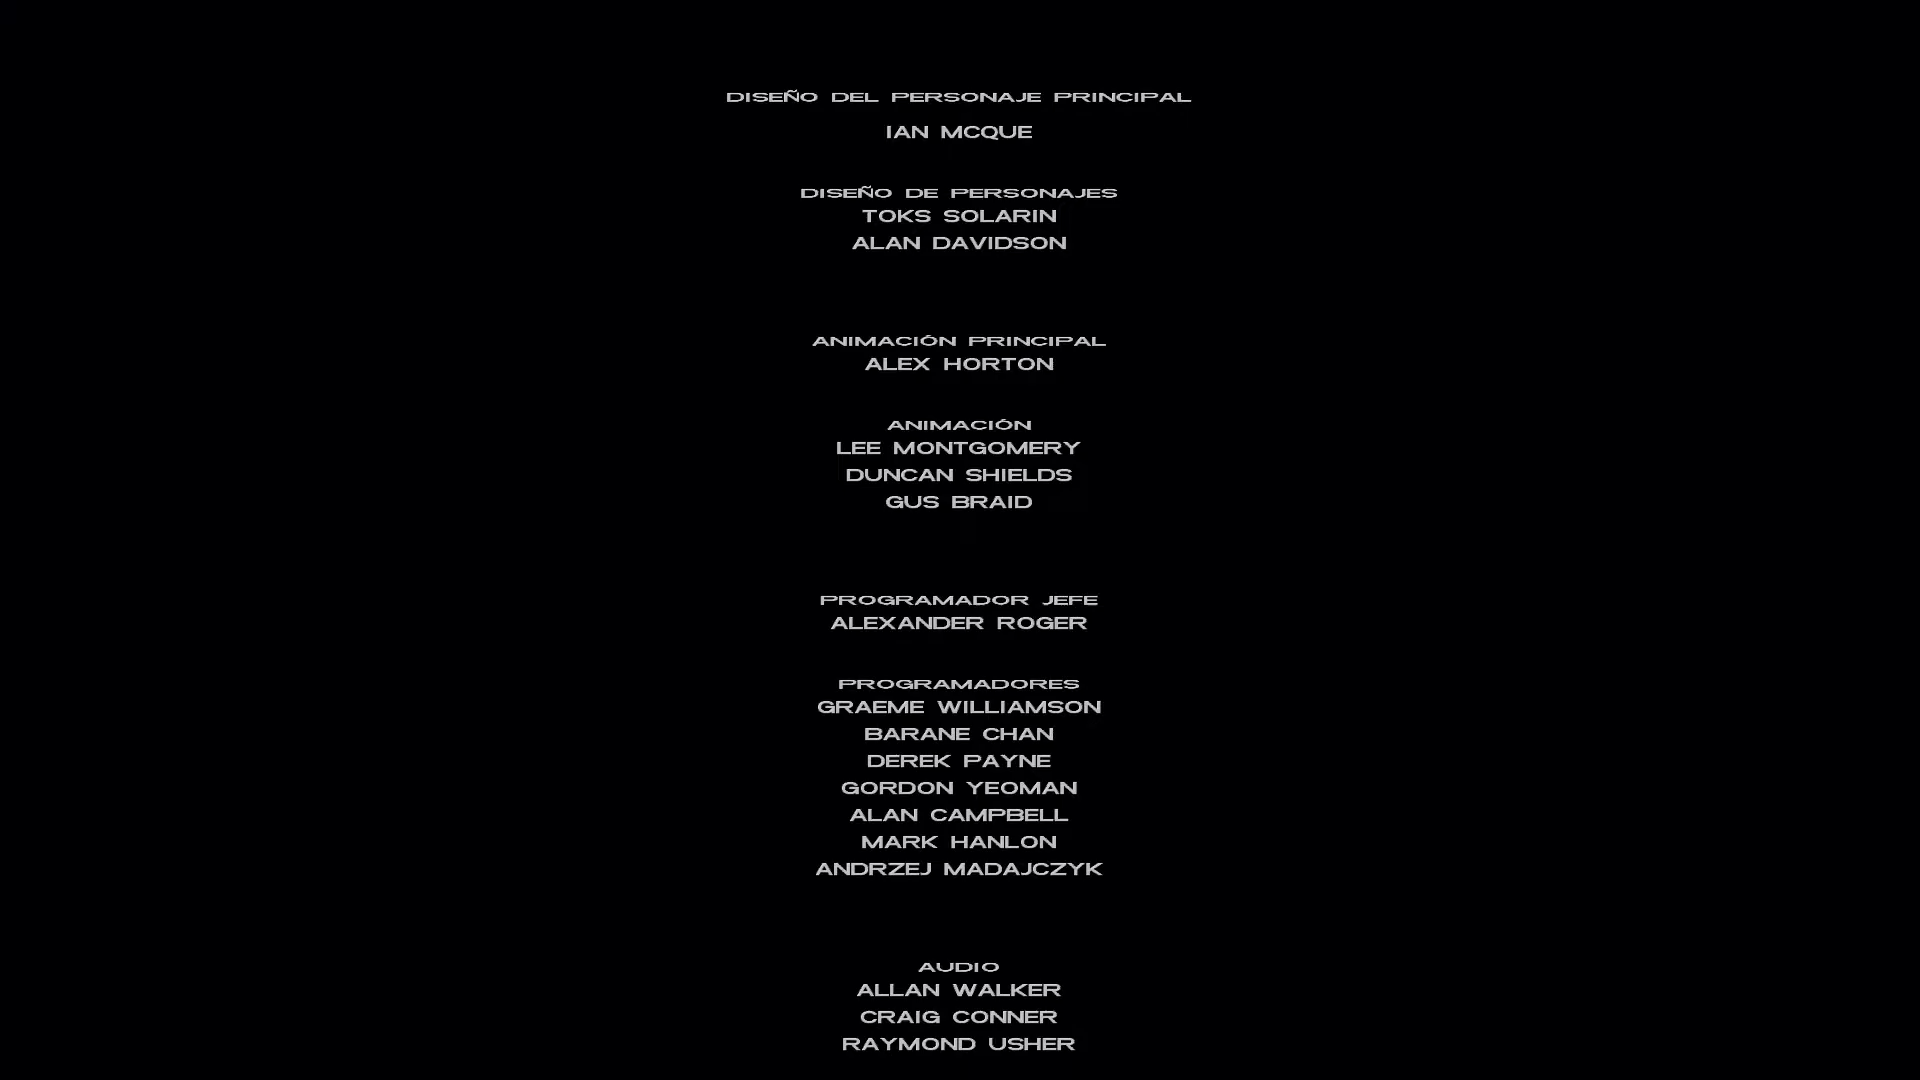 DISEÑO DEL PERSONAJE PRINCIPAL
IAN MCQUE
DISEÑO DE PERSONAJES
TOKS SOLARIN
ALAN DAVIDSON
ANIMACIÓN PRINCIPAL
ALEX HORTON
ANIMACIÓN
LEE MONTGOMERY
DUNCAN SHIELDS
GUS BRAID
PROGRAMADOR JEFE
ALEXANDER ROGER
PROGRAMADORES
GRAEME WILLIAMSON
BARANE CHAN
DEREK PAYNE
GORDON YEOMAN
ALAN CAMPBELL
MARK HANLON
ANDRZEJ MADAJCZYK
AUDIO
ALLAN WALKER
CRAIG CONNER
RAYMOND USHER